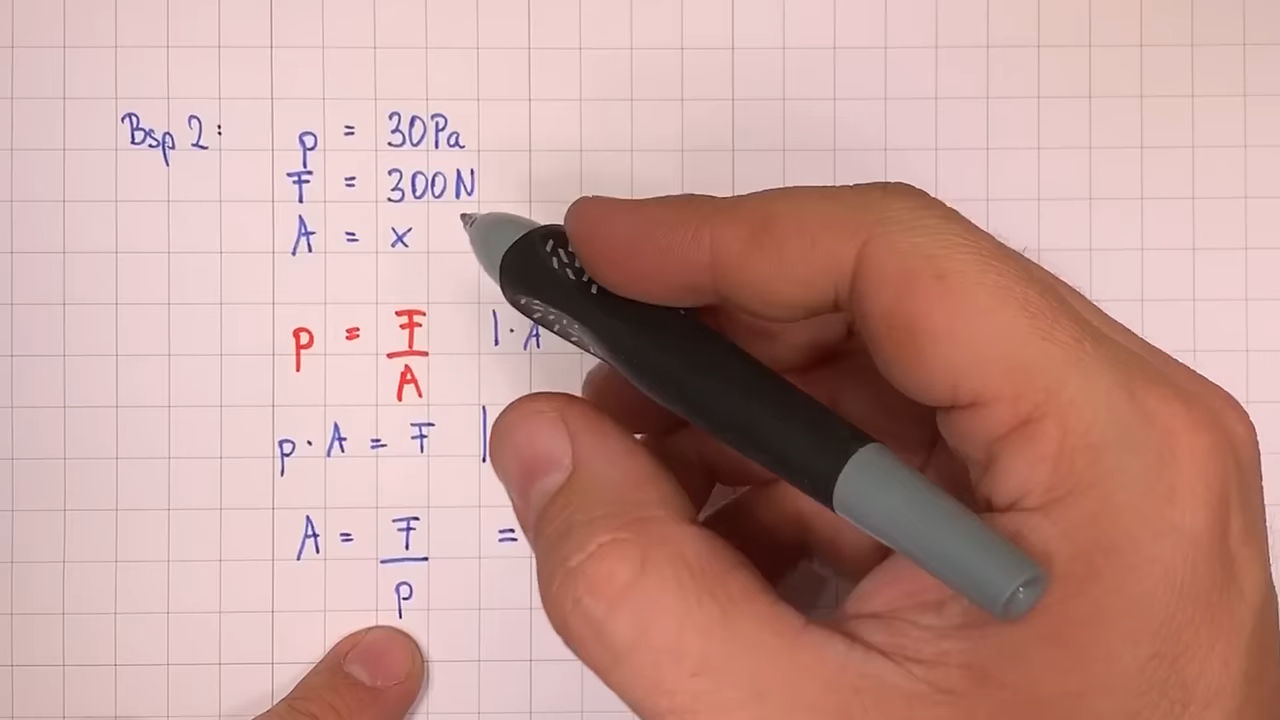 Bsp 2: p = 30Pa
F = 300N
A = x
p = F/A |· A
p · A = F |
A = F/p =